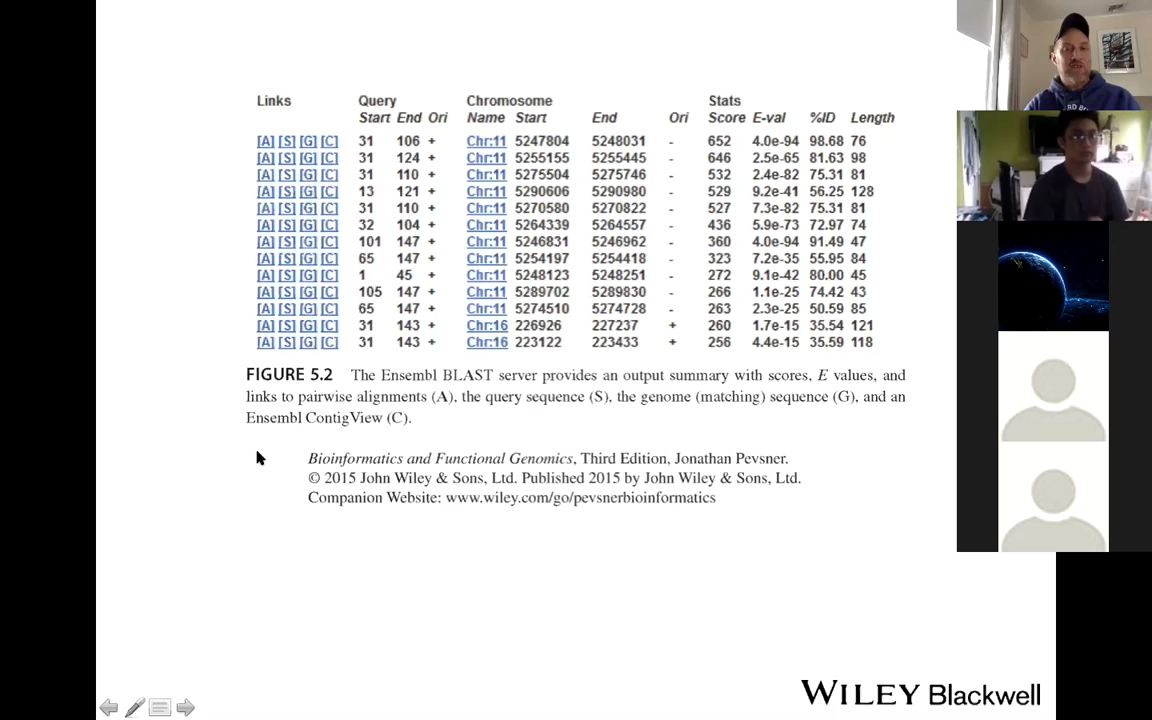 Links Query Chromosome Stats
Start End Ori Name Start End Ori Score E-val %ID Length
[A] [S] [G] [C] 31 106 + Chr:11 5247804 5248031 - 652 4.0e-94 98.68 76
[A] [S] [G] [C] 31 124 + Chr:11 5255155 5255445 - 646 2.5e-65 81.63 98
[A] [S] [G] [C] 31 110 + Chr:11 5275504 5275746 - 532 2.4e-82 75.31 81
[A] [S] [G] [C] 13 121 + Chr:11 5290606 5290980 - 529 9.2e-41 56.25 128
[A] [S] [G] [C] 31 110 + Chr:11 5270580 5270822 - 527 7.3e-82 75.31 81
[A] [S] [G] [C] 32 104 + Chr:11 5264339 5264557 - 436 5.9e-73 72.97 74
[A] [S] [G] [C] 101 147 + Chr:11 5246831 5246962 - 360 4.0e-94 91.49 47
[A] [S] [G] [C] 65 147 + Chr:11 5254197 5254418 - 323 7.2e-35 55.95 84
[A] [S] [G] [C] 1 45 + Chr:11 5248123 5248251 - 272 9.1e-42 80.00 45
[A] [S] [G] [C] 105 147 + Chr:11 5289702 5289830 - 266 1.1e-25 74.42 43
[A] [S] [G] [C] 65 147 + Chr:11 5274510 5274728 - 263 2.3e-25 50.59 85
[A] [S] [G] [C] 31 143 + Chr:16 226926 227237 + 260 1.7e-15 35.54 121
[A] [S] [G] [C] 31 143 + Chr:16 223122 223433 + 256 4.4e-15 35.59 118
FIGURE 5.2 The Ensembl BLAST server provides an output summary with scores, E values, and
links to pairwise alignments (A), the query sequence (S), the genome (matching) sequence (G), and an
Ensembl ContigView (C).
Bioinformatics and Functional Genomics, Third Edition, Jonathan Pevsner.
© 2015 John Wiley & Sons, Ltd. Published 2015 by John Wiley & Sons, Ltd.
Companion Website: www.wiley.com/go/pevsnerbioinformatics
WILEY Blackwell